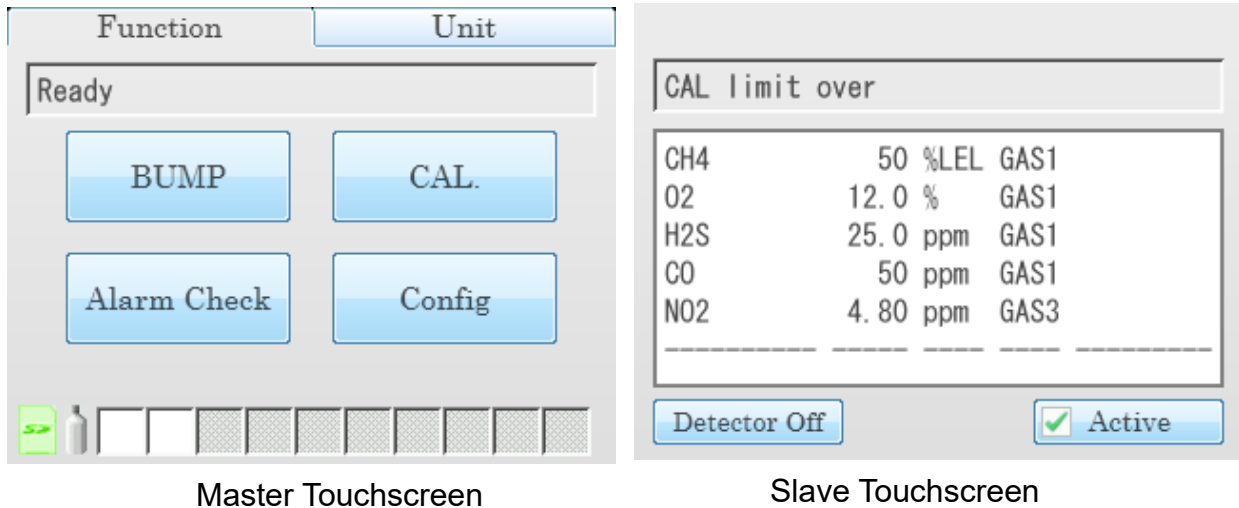 Function Unit
Ready
BUMP CAL.
Alarm Check Config
SD
Master Touchscreen
CAL limit over
CH4 50 %LEL GAS1
O2 12.0 % GAS1
H2S 25.0 ppm GAS1
CO 50 ppm GAS1
NO2 4.80 ppm GAS3
---------- ----- ---- ---- ---------
Detector Off Active
Slave Touchscreen